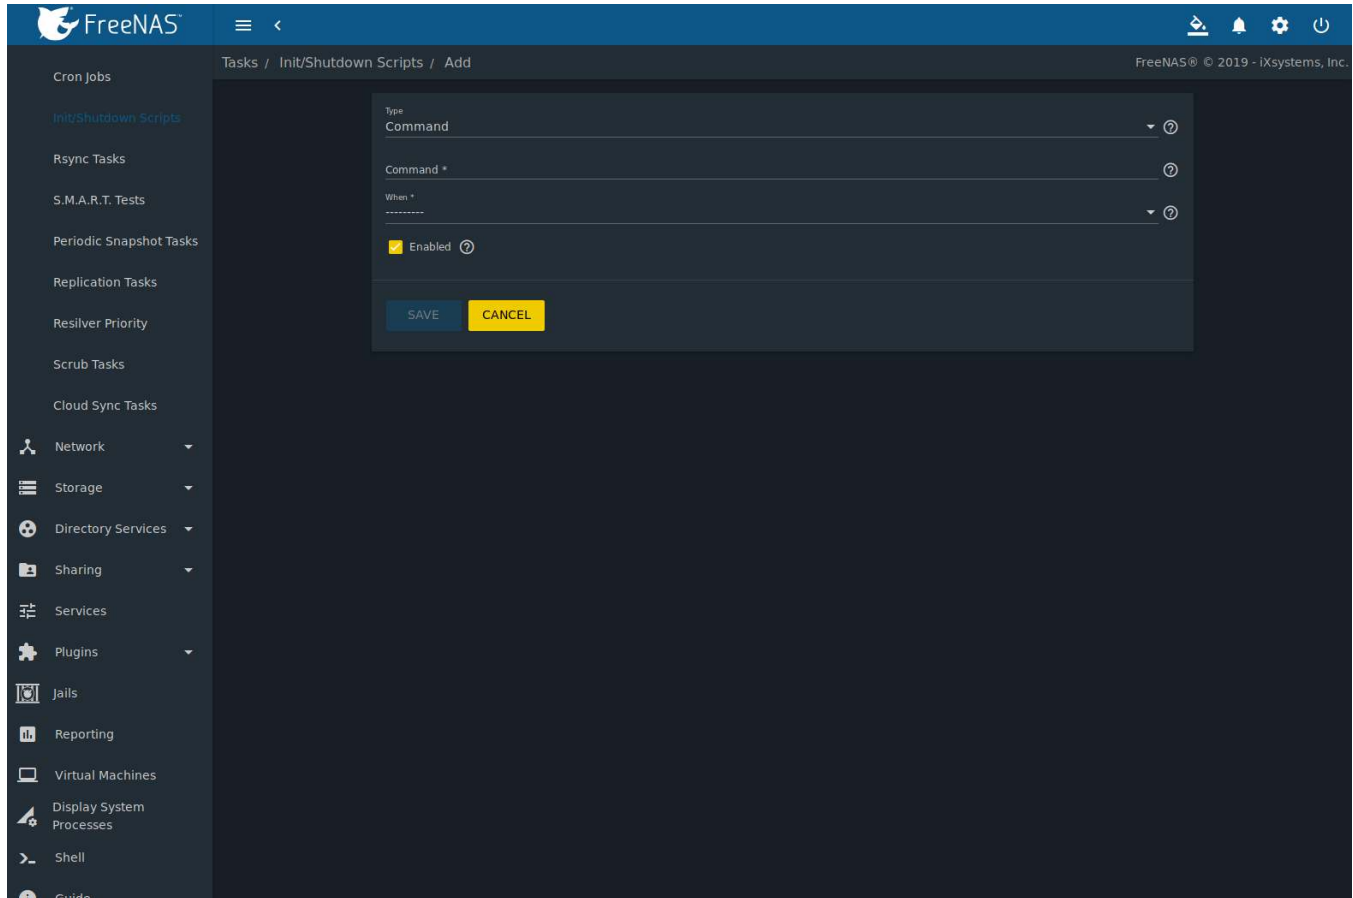 FreeNAS
Tasks / Init/Shutdown Scripts / Add
FreeNAS® © 2019 - iXsystems, Inc.
Cron Jobs
Init/Shutdown Scripts
Rsync Tasks
S.M.A.R.T. Tests
Periodic Snapshot Tasks
Replication Tasks
Resilver Priority
Scrub Tasks
Cloud Sync Tasks
Network
Storage
Directory Services
Sharing
Services
Plugins
Jails
Reporting
Virtual Machines
Display System
Processes
Shell
Guide
Type
Command
Command *
When *
---------
Enabled
SAVE
CANCEL